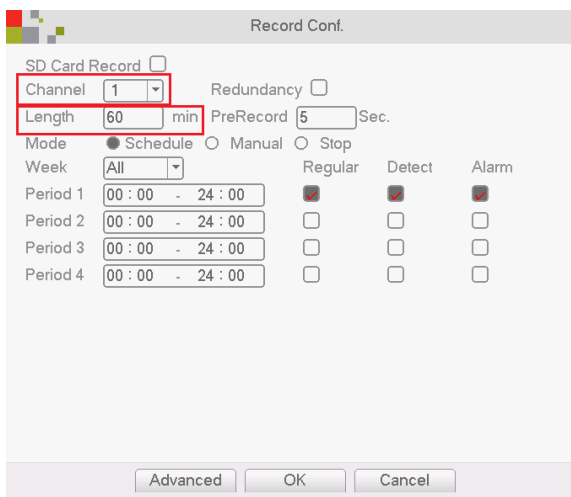 Record Conf.
SD Card Record
Channel 1 Redundancy
Length 60 min PreRecord 5 Sec.
Mode Schedule Manual Stop
Week All Regular Detect Alarm
Period 1 00 : 00 - 24 : 00
Period 2 00 : 00 - 24 : 00
Period 3 00 : 00 - 24 : 00
Period 4 00 : 00 - 24 : 00
Advanced OK Cancel